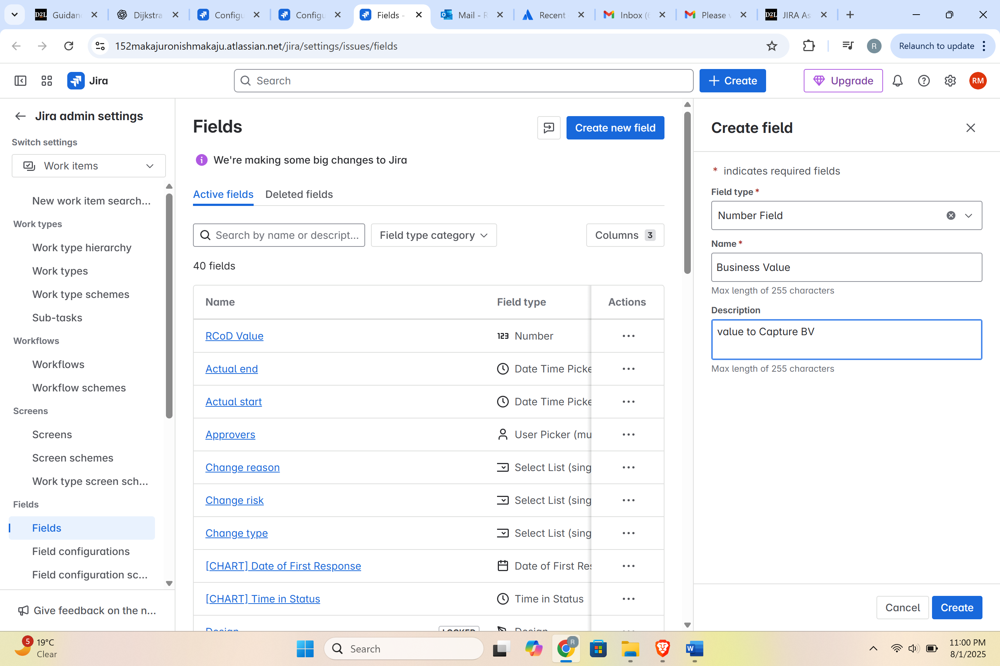 Guidan
Dijkstra
Configu
Configu
Fields -
Mail - R
Recent
Inbox (6
Please v
JIRA As
152makajuronishmakaju.atlassian.net/jira/settings/issues/fields
R
Relaunch to update
Jira
Search
Create
Upgrade
RM
Jira admin settings
Switch settings
Work items
New work item search...
Work types
Work type hierarchy
Work types
Work type schemes
Sub-tasks
Workflows
Workflows
Workflow schemes
Screens
Screens
Screen schemes
Work type screen sch...
Fields
Fields
Field configurations
Field configuration sc...
Give feedback on the n...
Fields
Create new field
We're making some big changes to Jira
Active fields Deleted fields
Search by name or descript...
Field type category
Columns 3
40 fields
Name Field type Actions
RCoD Value 123 Number
Actual end Date Time Picke
Actual start Date Time Picke
Approvers User Picker (mu
Change reason Select List (sing
Change risk Select List (sing
Change type Select List (sing
[CHART] Date of First Response Date of First Res
[CHART] Time in Status Time in Status
Design LOCKED Design
Create field
* indicates required fields
Field type *
Number Field
Name *
Business Value
Max length of 255 characters
Description
value to Capture BV
Max length of 255 characters
Cancel Create
5
19°C
Clear
Search
R
11:00 PM
8/1/2025